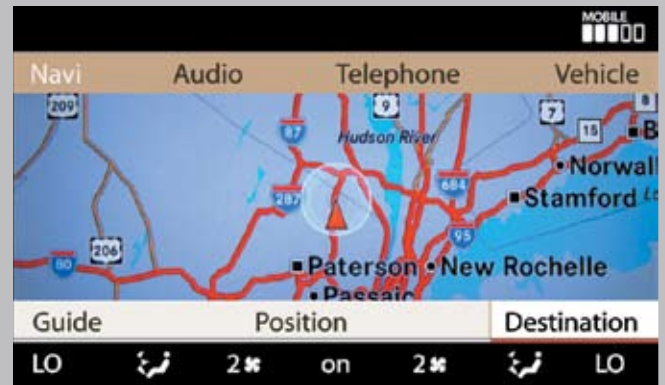 MOBILE
Navi Audio Telephone Vehicle
209 9 7 8
87 Hudson River 15 B
Norwal
287 684 Stamford
206 95
80 Paterson New Rochelle
Passaic
Guide Position Destination
LO 2 on 2 LO